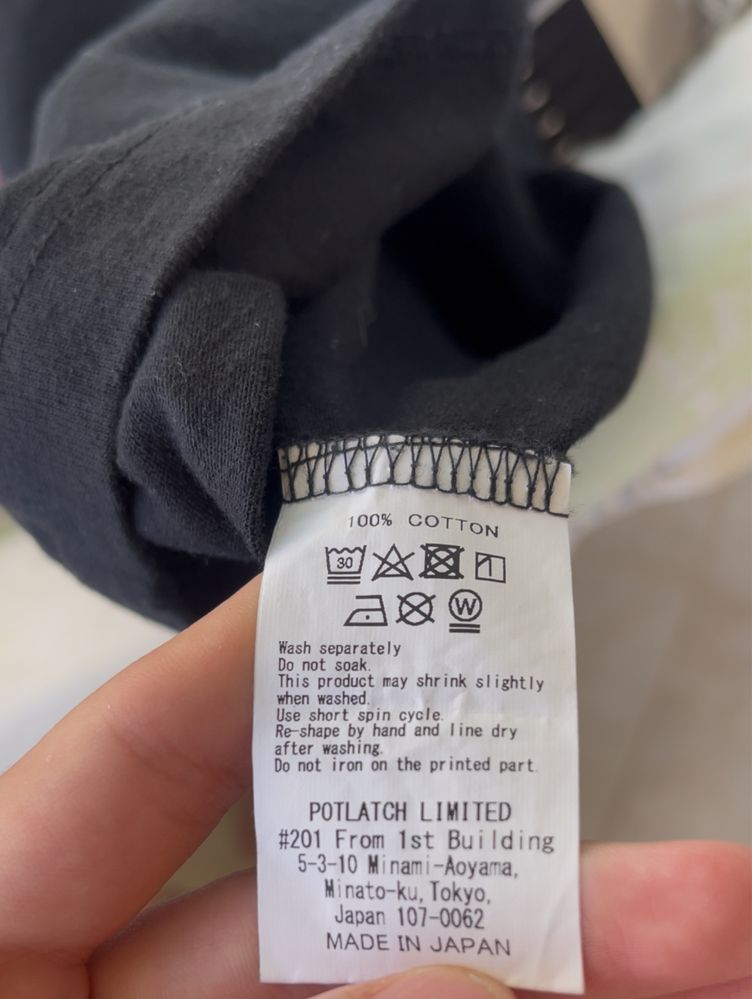 100% COTTON
30
W
Wash separately
Do not soak.
This product may shrink slightly
when washed.
Use short spin cycle.
Re-shape by hand and line dry
after washing.
Do not iron on the printed part.
POTLATCH LIMITED
#201 From 1st Building
5-3-10 Minami-Aoyama,
Minato-ku, Tokyo,
Japan 107-0062
MADE IN JAPAN